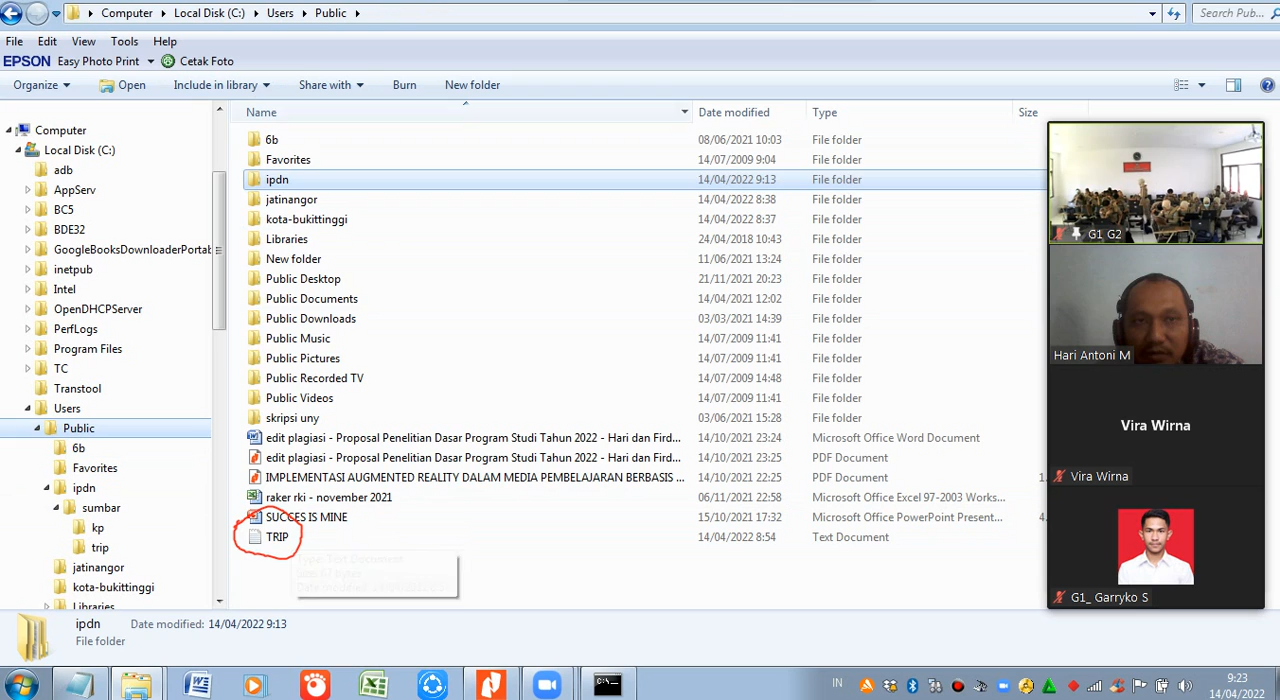 Computer Local Disk (C:) Users Public Search Pub...
File Edit View Tools Help
EPSON Easy Photo Print Cetak Foto
Organize Open Include in library Share with Burn New folder
Name Date modified Type Size
Computer
Local Disk (C:)
adb
AppServ
BC5
BDE32
GoogleBooksDownloaderPortab
inetpub
Intel
OpenDHCPServer
PerfLogs
Program Files
TC
Transtool
Users
Public
6b
Favorites
ipdn
sumbar
kp
trip
jatinangor
kota-bukittinggi
Libraries
6b 08/06/2021 10:03 File folder
Favorites 14/07/2009 9:04 File folder
ipdn 14/04/2022 9:13 File folder
jatinangor 14/04/2022 8:38 File folder
kota-bukittinggi 14/04/2022 8:37 File folder
Libraries 24/04/2018 10:43 File folder
New folder 11/06/2021 13:24 File folder
Public Desktop 21/11/2021 20:23 File folder
Public Documents 14/04/2021 12:02 File folder
Public Downloads 03/03/2021 14:39 File folder
Public Music 14/07/2009 11:41 File folder
Public Pictures 14/07/2009 11:41 File folder
Public Recorded TV 14/07/2009 14:48 File folder
Public Videos 14/07/2009 11:41 File folder
skripsi uny 03/06/2021 15:28 File folder
edit plagiasi - Proposal Penelitian Dasar Program Studi Tahun 2022 - Hari dan Fird... 14/10/2021 23:24 Microsoft Office Word Document
edit plagiasi - Proposal Penelitian Dasar Program Studi Tahun 2022 - Hari dan Fird... 14/10/2021 23:25 PDF Document
IMPLEMENTASI AUGMENTED REALITY DALAM MEDIA PEMBELAJARAN BERBASIS ... 14/10/2021 22:25 PDF Document 1.
raker rki - november 2021 06/11/2021 22:58 Microsoft Office Excel 97-2003 Works...
SUCCES IS MINE 15/10/2021 17:32 Microsoft Office PowerPoint Present... 4.
TRIP 14/04/2022 8:54 Text Document
Type: Text Document
G1 G2
Hari Antoni M
Vira Wirna
Vira Wirna
G1_ Garryko S
ipdn Date modified: 14/04/2022 9:13
File folder
IN
9:23
14/04/2022